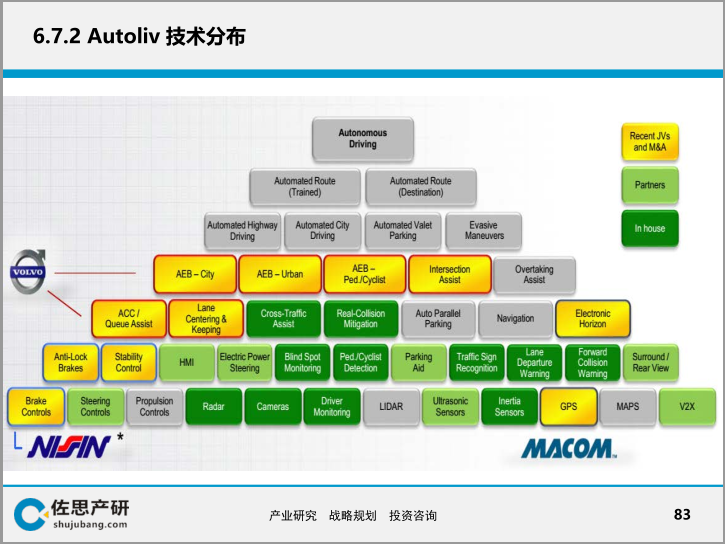 6.7.2 Autoliv 技术分布
Autonomous
Driving
Recent JVs
and M&A
Automated Route
(Trained)
Automated Route
(Destination)
Partners
Automated Highway
Driving
Automated City
Driving
Automated Valet
Parking
Evasive
Maneuvers
In house
VOLVO
AEB – City
AEB – Urban
AEB –
Ped./Cyclist
Intersection
Assist
Overtaking
Assist
ACC /
Queue Assist
Lane
Centering &
Keeping
Cross-Traffic
Assist
Real-Collision
Mitigation
Auto Parallel
Parking
Navigation
Electronic
Horizon
Anti-Lock
Brakes
Stability
Control
HMI
Electric Power
Steering
Blind Spot
Monitoring
Ped./Cyclist
Detection
Parking
Aid
Traffic Sign
Recognition
Lane
Departure
Warning
Forward
Collision
Warning
Surround /
Rear View
Brake
Controls
Steering
Controls
Propulsion
Controls
Radar
Cameras
Driver
Monitoring
LIDAR
Ultrasonic
Sensors
Inertia
Sensors
GPS
MAPS
V2X
NISSIN *
MACOM™
佐思产研
shujubang.com
产业研究 战略规划 投资咨询
83